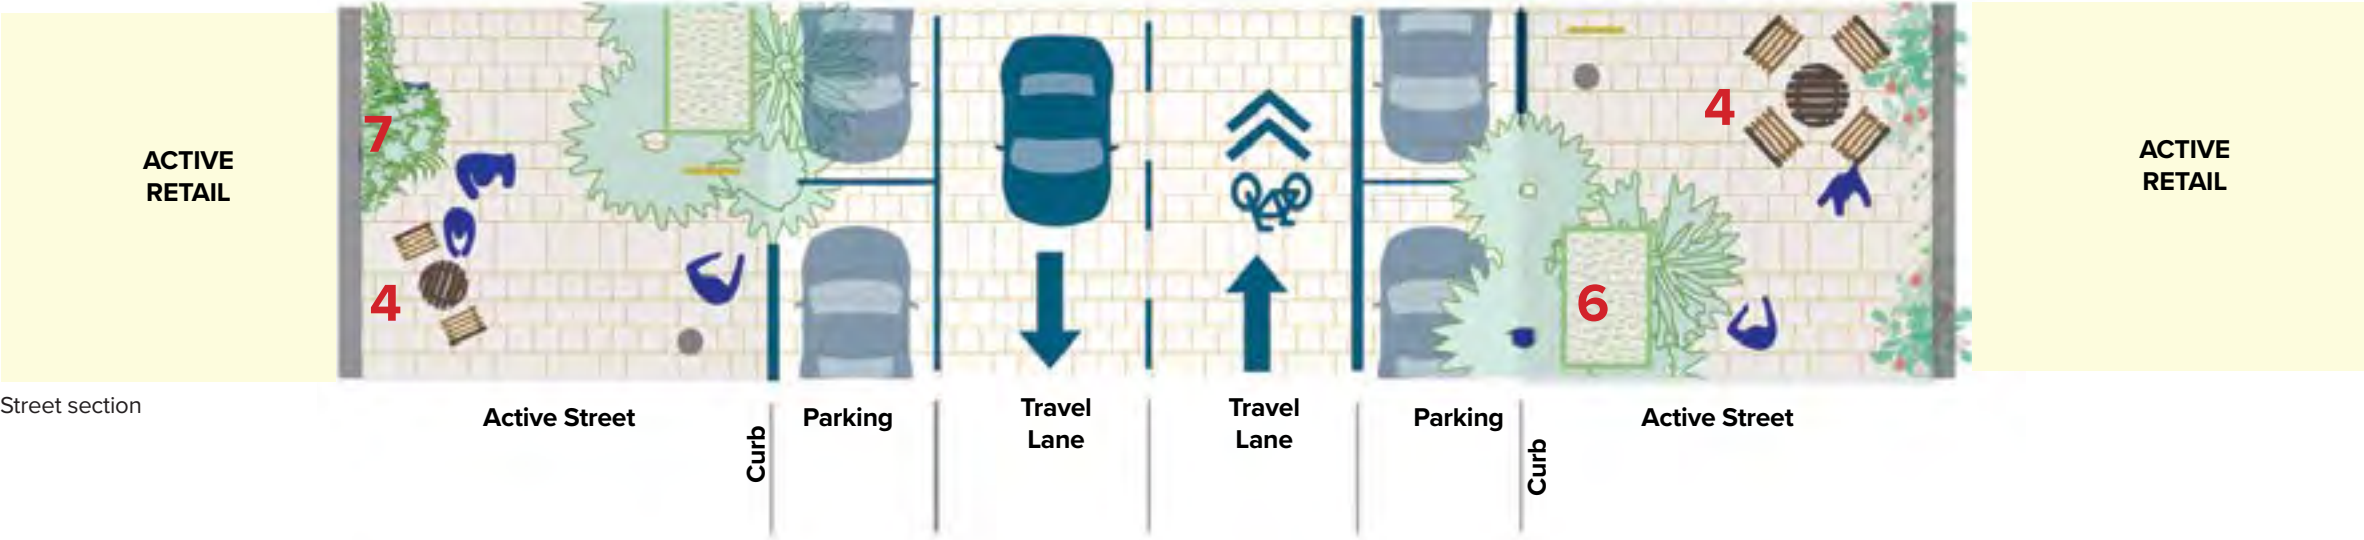 ACTIVE
RETAIL
7
4
4
6
ACTIVE
RETAIL
Street section
Active Street
Curb
Parking
Travel
Lane
Travel
Lane
Parking
Curb
Active Street